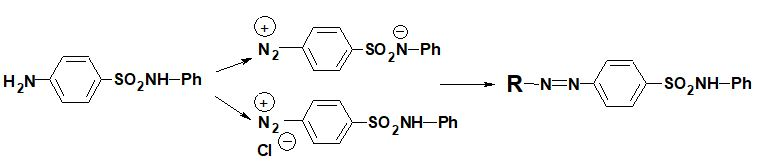 H2N SO2NH—Ph
+ N2 SO2N—Ph −
+ N2 SO2NH—Ph
Cl −
R—N=N SO2NH—Ph